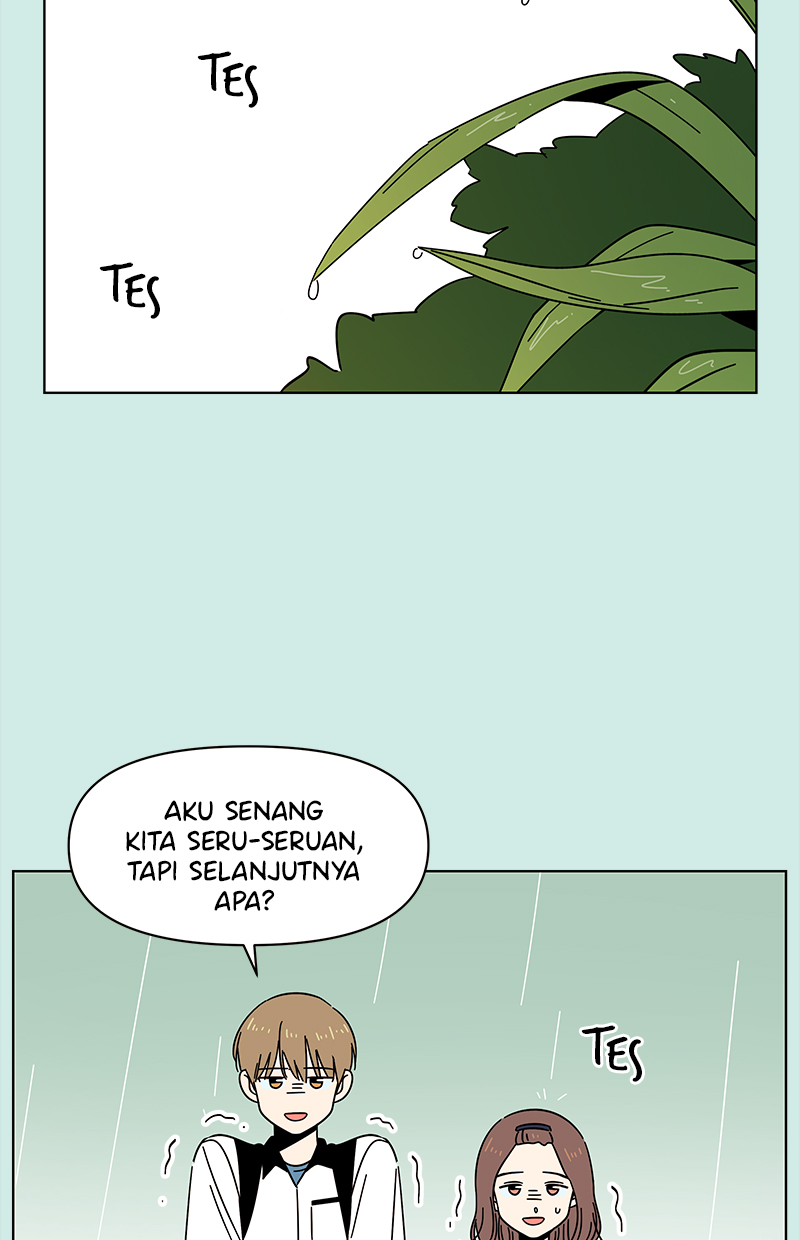 TES
TES
AKU SENANG
KITA SERU-SERUAN,
TAPI SELANJUTNYA
APA?
TES